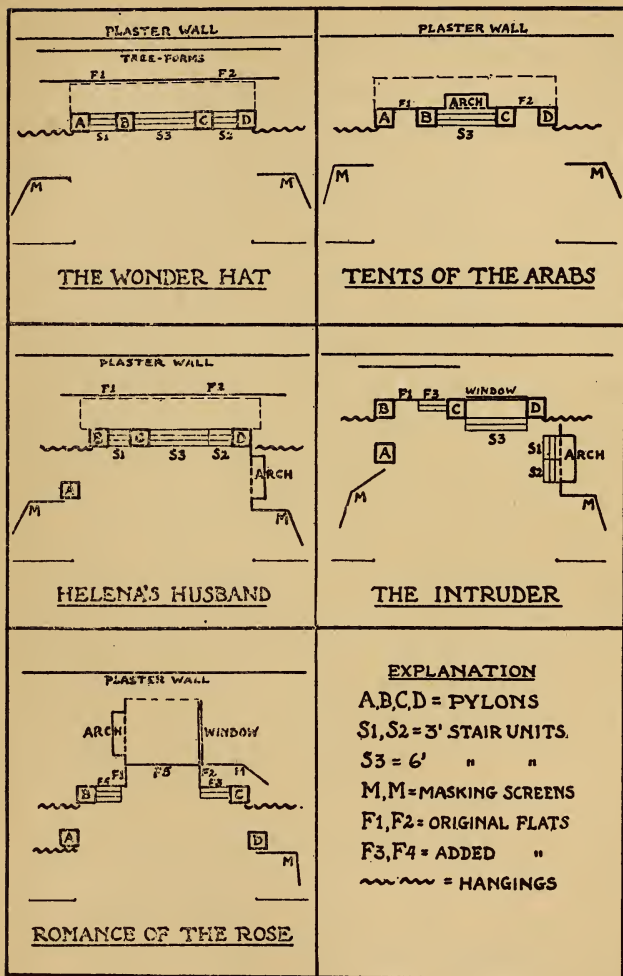 PLASTER WALL
TREE-FORMS
F1 F2
A B C D
S1 S3 S2
M M
THE WONDER HAT
PLASTER WALL
F1 ARCH F2
A B C D
S3
M M
TENTS OF THE ARABS
PLASTER WALL
F1 F2
B C D
S1 S3 S2
ARCH
A
M M
HELENA'S HUSBAND
F1 F3 WINDOW
B C D
S3
S1
A ARCH
S2
M M
THE INTRUDER
PLASTER WALL
ARCH WINDOW
F1 F2 M
F3
B C
A D
M
ROMANCE OF THE ROSE
EXPLANATION
A,B,C,D = PYLONS
S1, S2 = 3' STAIR UNITS.
S3 = 6' " "
M, M = MASKING SCREENS
F1, F2 = ORIGINAL FLATS
F3, F4 = ADDED "
= HANGINGS